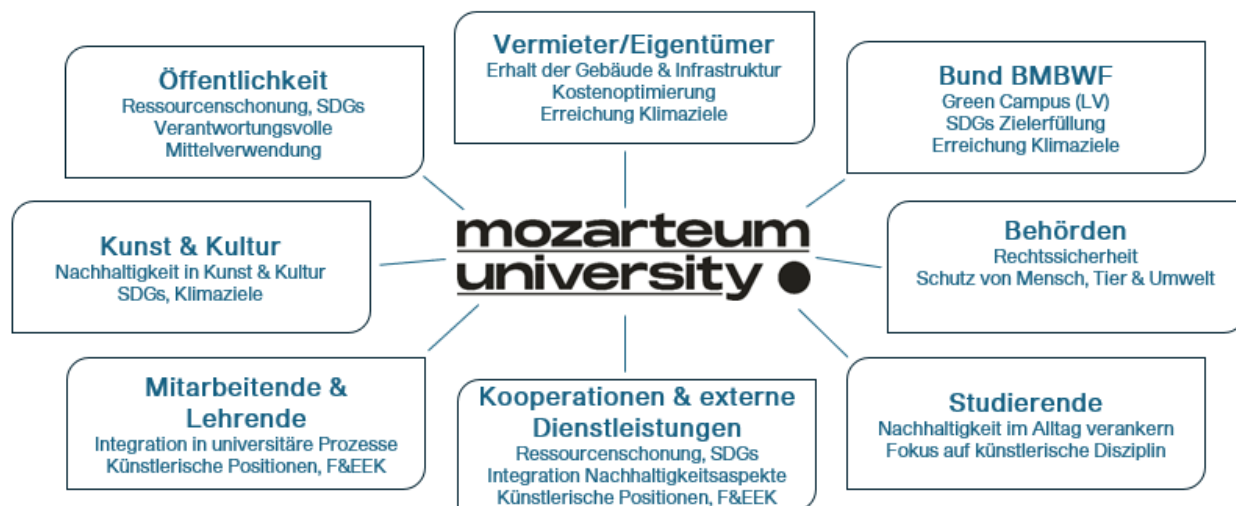 Öffentlichkeit
Ressourcenschonung, SDGs
Verantwortungsvolle
Mittelverwendung
Vermieter/Eigentümer
Erhalt der Gebäude & Infrastruktur
Kostenoptimierung
Erreichung Klimaziele
Bund BMBWF
Green Campus (LV)
SDGs Zielerfüllung
Erreichung Klimaziele
Kunst & Kultur
Nachhaltigkeit in Kunst & Kultur
SDGs, Klimaziele
mozarteum
university
Behörden
Rechtssicherheit
Schutz von Mensch, Tier & Umwelt
Mitarbeitende &
Lehrende
Integration in universitäre Prozesse
Künstlerische Positionen, F&EEK
Kooperationen & externe
Dienstleistungen
Ressourcenschonung, SDGs
Integration Nachhaltigkeitsaspekte
Künstlerische Positionen, F&EEK
Studierende
Nachhaltigkeit im Alltag verankern
Fokus auf künstlerische Disziplin